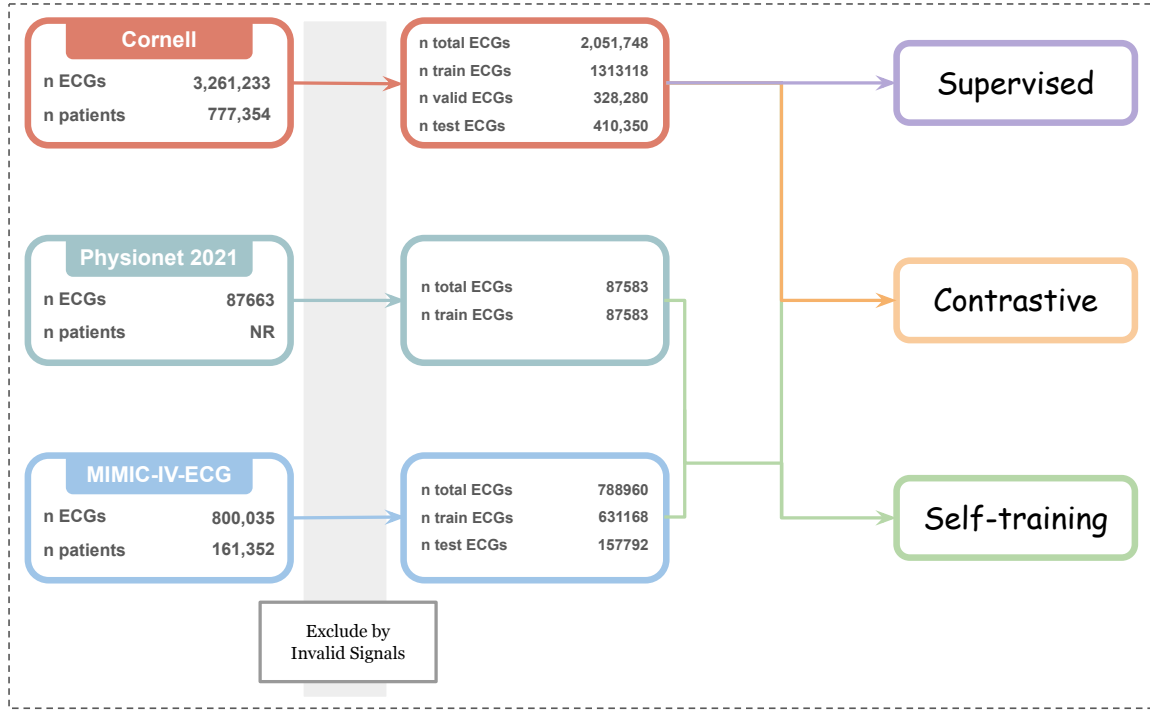 Cornell
n ECGs 3,261,233
n patients 777,354
n total ECGs 2,051,748
n train ECGs 1313118
n valid ECGs 328,280
n test ECGs 410,350
Supervised
Physionet 2021
n ECGs 87663
n patients NR
n total ECGs 87583
n train ECGs 87583
Contrastive
MIMIC-IV-ECG
n ECGs 800,035
n patients 161,352
n total ECGs 788960
n train ECGs 631168
n test ECGs 157792
Self-training
Exclude by
Invalid Signals